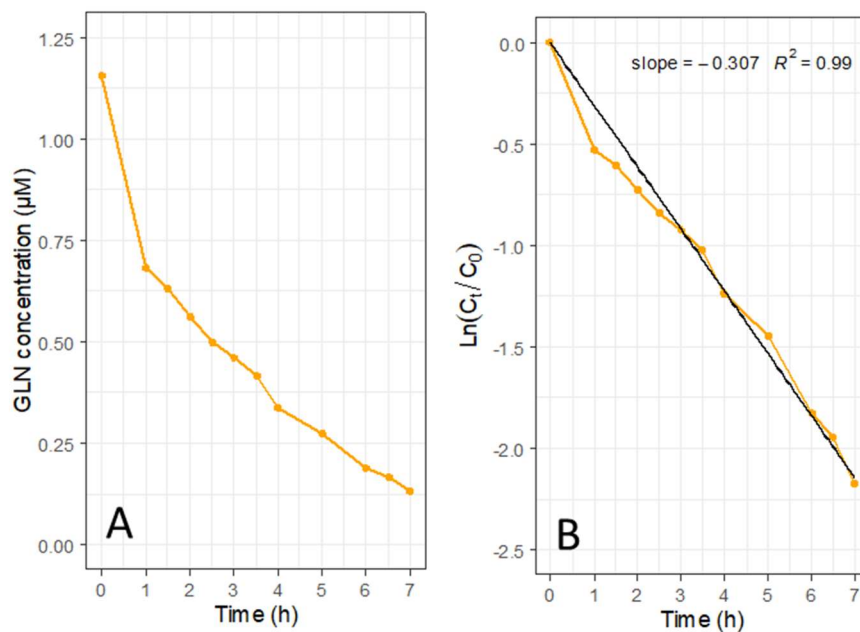 1.25
1.00
0.75
0.50
0.25
0.00
GLN concentration (µM)
A
0 1 2 3 4 5 6 7
Time (h)
0.0
-0.5
-1.0
-1.5
-2.0
-2.5
Ln(Ct/C0)
slope = −0.307 R² = 0.99
B
0 1 2 3 4 5 6 7
Time (h)